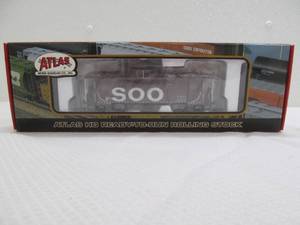 ATLAS
SOO
ATLAS HO READY-TO-RUN ROLLING STOCK